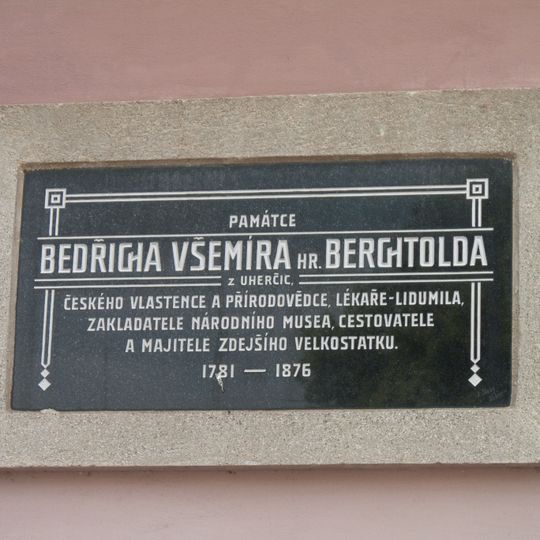 PAMÁTCE
BEDŘICHA VŠEMÍRA HR. BERCHTOLDA
Z UHERČIC,
ČESKÉHO VLASTENCE A PŘÍRODOVĚDCE, LÉKAŘE-LIDUMILA,
ZAKLADATELE NÁRODNÍHO MUSEA, CESTOVATELE
A MAJITELE ZDEJŠÍHO VELKOSTATKU.
1781 — 1876